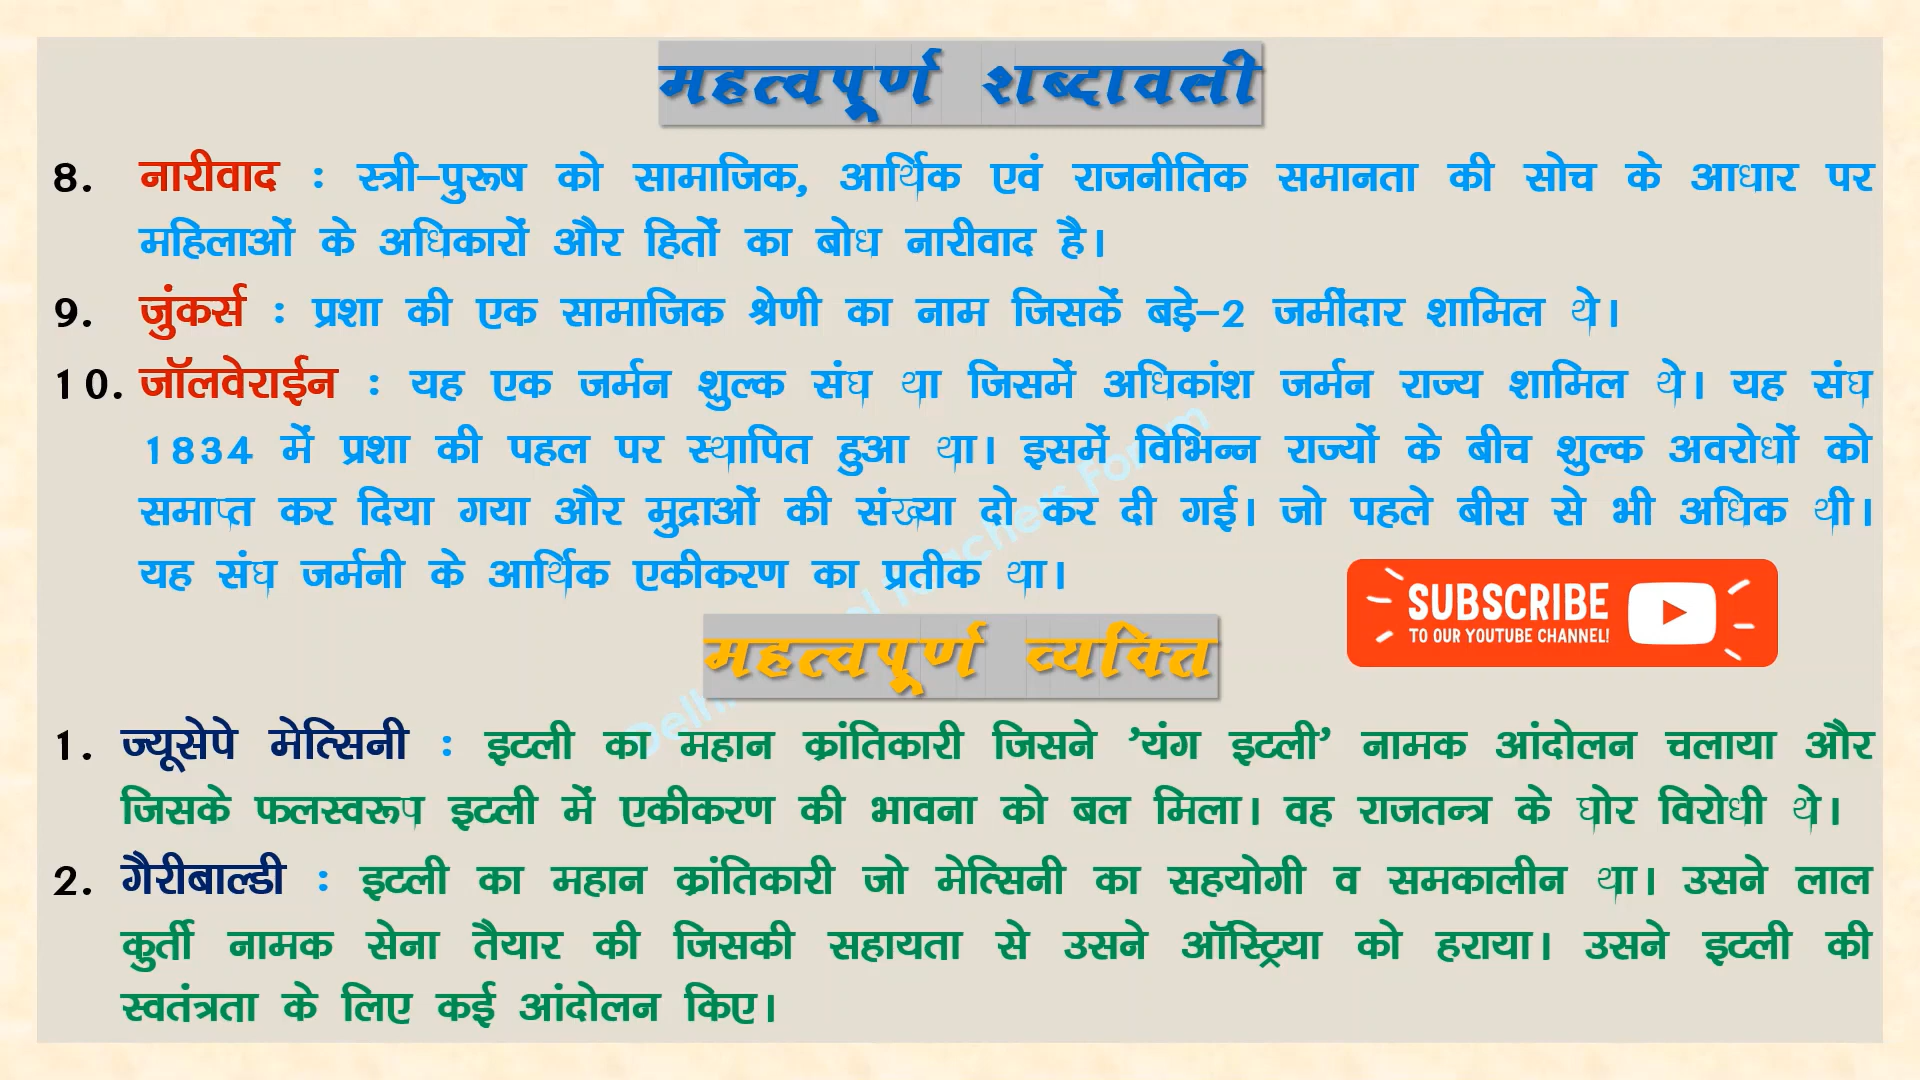 महत्वपूर्ण शब्दावली
8. नारीवाद : स्त्री-पुरूष को सामाजिक, आर्थिक एवं राजनीतिक समानता की सोच के आधार पर
महिलाओं के अधिकारों और हितों का बोध नारीवाद है।
9. जुंकर्स : प्रशा की एक सामाजिक श्रेणी का नाम जिसकें बड़े-2 जमींदार शामिल थे।
10. जॉलवेराईन : यह एक जर्मन शुल्क संघ था जिसमें अधिकांश जर्मन राज्य शामिल थे। यह संघ
1834 में प्रशा की पहल पर स्थापित हुआ था। इसमें विभिन्न राज्यों के बीच शुल्क अवरोधों को
समाप्त कर दिया गया और मुद्राओं की संख्या दो कर दी गई। जो पहले बीस से भी अधिक थी।
यह संघ जर्मनी के आर्थिक एकीकरण का प्रतीक था।
SUBSCRIBE
TO OUR YOUTUBE CHANNEL!
महत्वपूर्ण व्यक्ति
1. ज्यूसेपे मेत्सिनी : इटली का महान क्रांतिकारी जिसने ’यंग इटली’ नामक आंदोलन चलाया और
जिसके फलस्वरूप इटली में एकीकरण की भावना को बल मिला। वह राजतन्त्र के घोर विरोधी थे।
2. गैरीबाल्डी : इटली का महान क्रांतिकारी जो मेत्सिनी का सहयोगी व समकालीन था। उसने लाल
कुर्ती नामक सेना तैयार की जिसकी सहायता से उसने ऑस्ट्रिया को हराया। उसने इटली की
स्वतंत्रता के लिए कई आंदोलन किए।